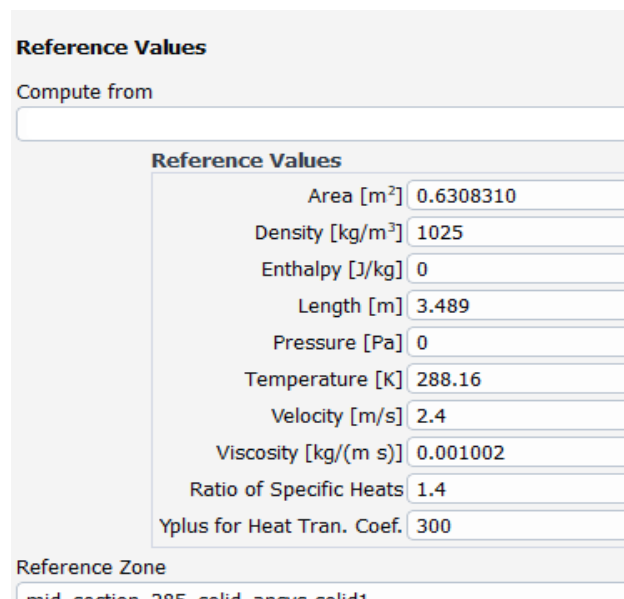 Reference Values
Compute from
Reference Values
Area [m²] 0.6308310
Density [kg/m³] 1025
Enthalpy [J/kg] 0
Length [m] 3.489
Pressure [Pa] 0
Temperature [K] 288.16
Velocity [m/s] 2.4
Viscosity [kg/(m s)] 0.001002
Ratio of Specific Heats 1.4
Yplus for Heat Tran. Coef. 300
Reference Zone